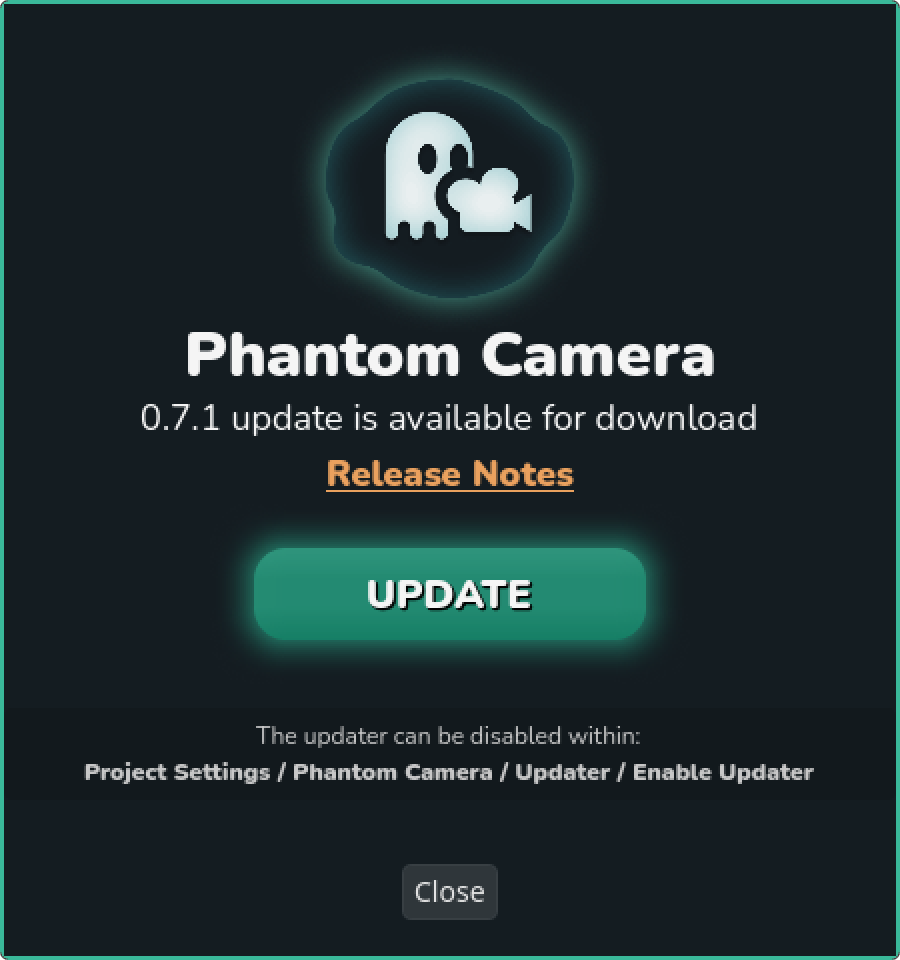 Phantom Camera
0.7.1 update is available for download
Release Notes
UPDATE
The updater can be disabled within:
Project Settings / Phantom Camera / Updater / Enable Updater
Close